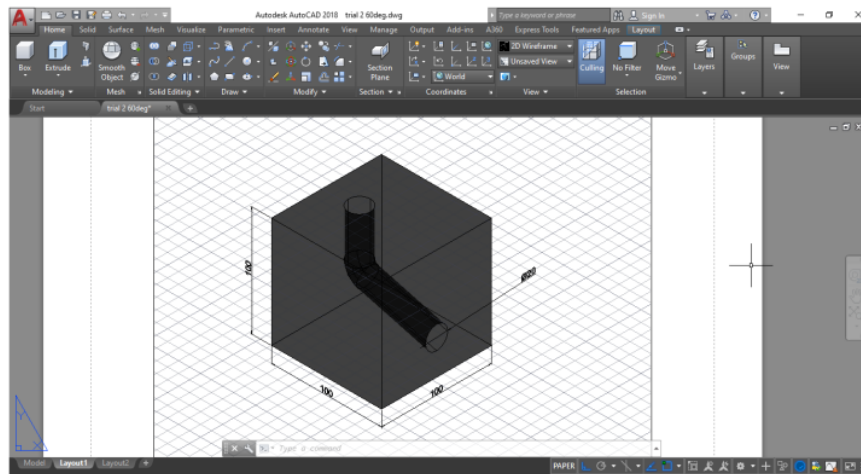 Autodesk AutoCAD 2018 trial 2 60deg.dwg
Type a keyword or phrase
Sign In
Home Solid Surface Mesh Visualize Parametric Insert Annotate View Manage Output Add-ins A360 Express Tools Featured Apps Layout
Box
Extrude
Smooth Object
Section Plane
World
2D Wireframe
Unsaved View
Culling
No Filter
Move Gizmo
Layers
Groups
View
Modeling Mesh Solid Editing Draw Modify Section Coordinates View Selection
Start trial 2 60deg*
100
Ø20
100
100
Y
X
Type a command
Model Layout1 Layout2 +
PAPER